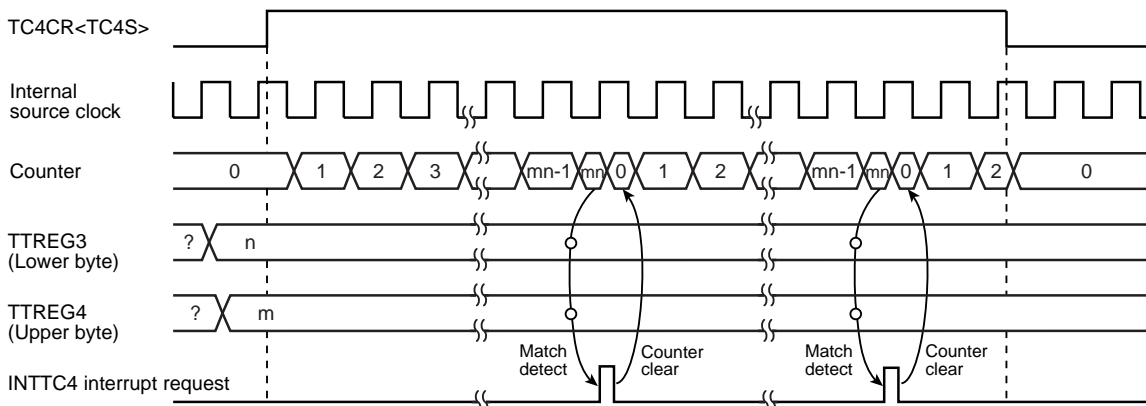 TC4CR<TC4S>
Internal
source clock
Counter
0 1 2 3 mn-1 mn 0 1 2 mn-1 mn 0 1 2 0
TTREG3
(Lower byte)
? n
TTREG4
(Upper byte)
? m
Match
detect
Counter
clear
Match
detect
Counter
clear
INTTC4 interrupt request